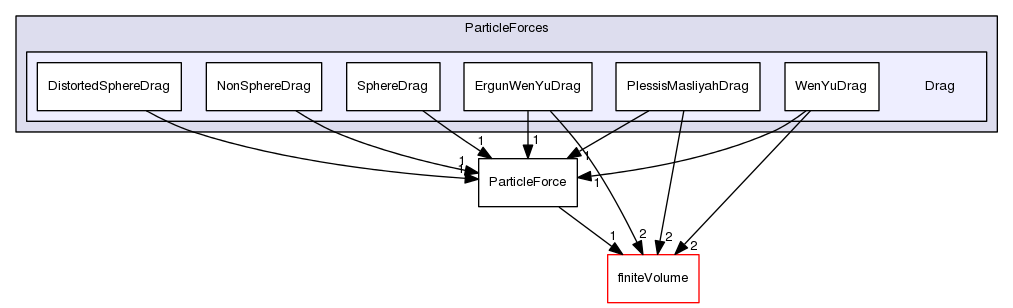 ParticleForces
DistortedSphereDrag
NonSphereDrag
SphereDrag
ErgunWenYuDrag
PlessisMasliyahDrag
WenYuDrag
Drag
1
1
1
1
1
1
ParticleForce
1
2
2
2
finiteVolume